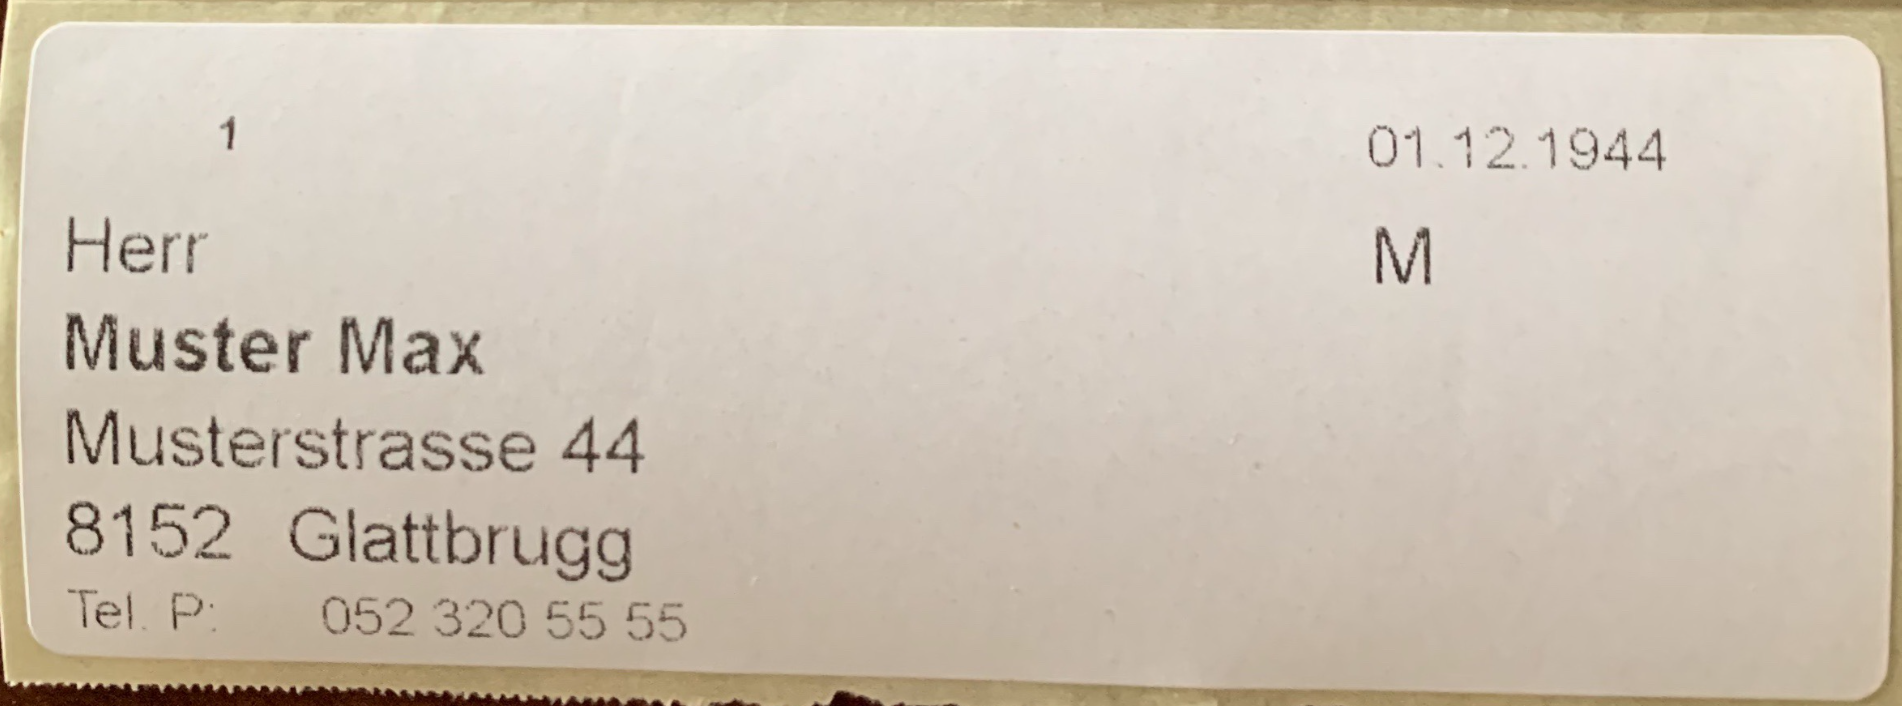 1 01.12.1944
Herr M
Muster Max
Musterstrasse 44
8152 Glattbrugg
Tel. P: 052 320 55 55